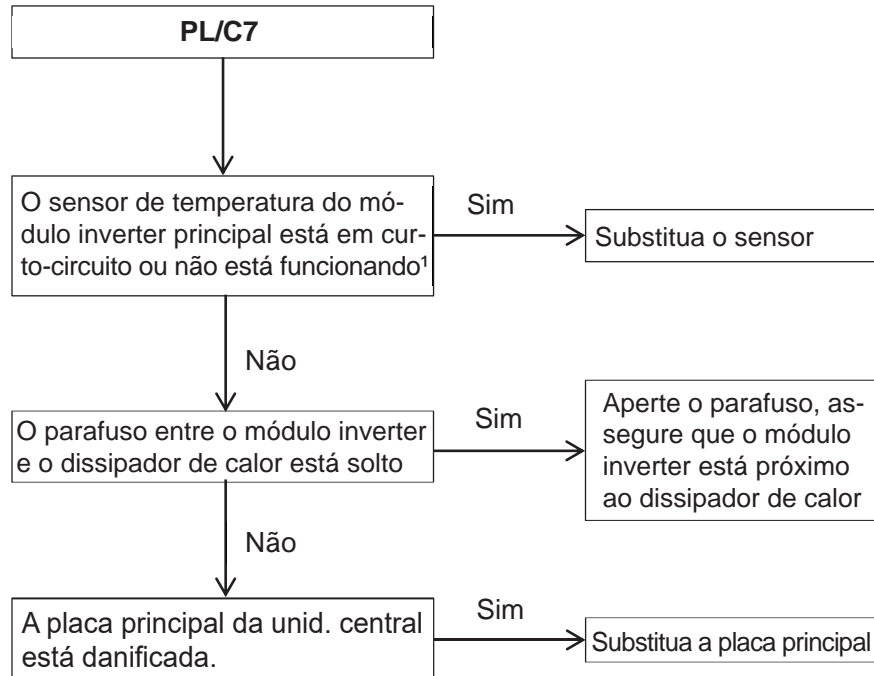 PL/C7
O sensor de temperatura do mó-
dulo inverter principal está em cur-
to-circuito ou não está funcionando¹
Sim
Substitua o sensor
Não
O parafuso entre o módulo inverter
e o dissipador de calor está solto
Sim
Aperte o parafuso, as-
segure que o módulo
inverter está próximo
ao dissipador de calor
Não
A placa principal da unid. central
está danificada.
Sim
Substitua a placa principal